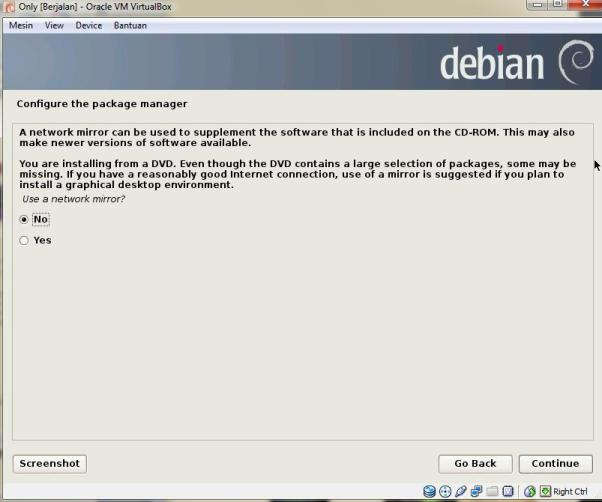 Only [Berjalan] - Oracle VM VirtualBox
Mesin View Device Bantuan
debian
Configure the package manager
A network mirror can be used to supplement the software that is included on the CD-ROM. This may also
make newer versions of software available.
You are installing from a DVD. Even though the DVD contains a large selection of packages, some may be
missing. If you have a reasonably good Internet connection, use of a mirror is suggested if you plan to
install a graphical desktop environment.
Use a network mirror?
No
Yes
Screenshot Go Back Continue
Right Ctrl